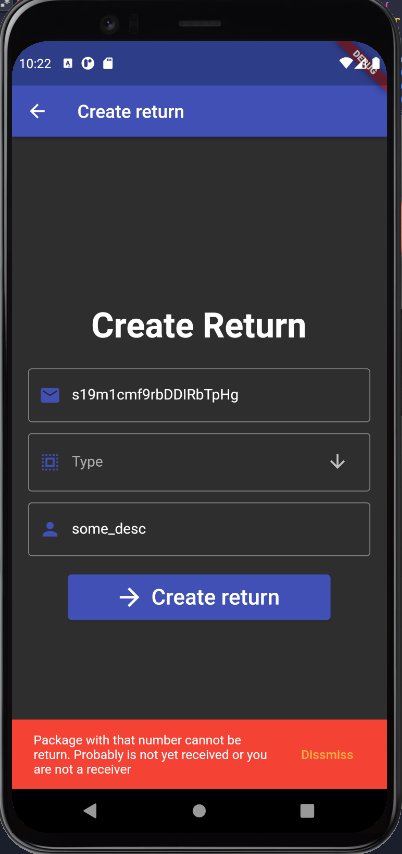 10:22
DEBUG
Create return
Create Return
s19m1cmf9rbDDIRbTpHg
Type
some_desc
Create return
Package with that number cannot be
return. Probably is not yet received or you
are not a receiver
Dissmiss